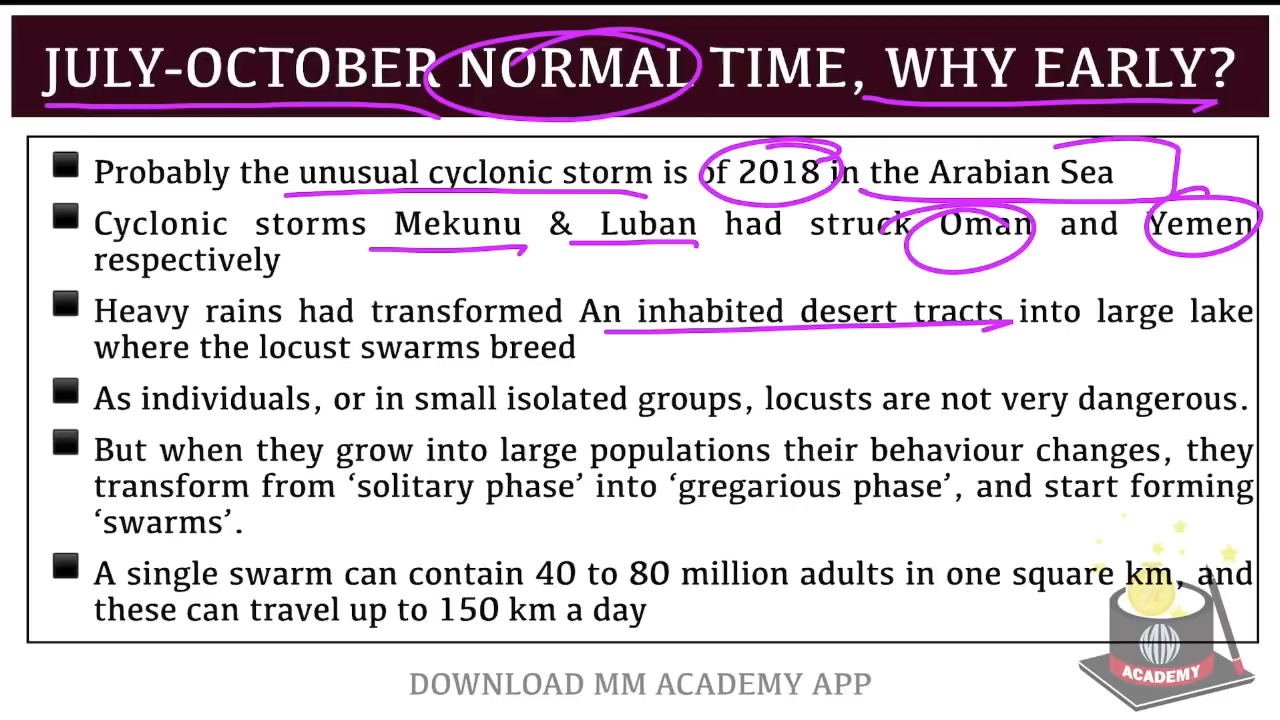 JULY-OCTOBER NORMAL TIME, WHY EARLY?
Probably the unusual cyclonic storm is of 2018 in the Arabian Sea
Cyclonic storms Mekunu & Luban had struck Oman and Yemen
respectively
Heavy rains had transformed An inhabited desert tracts into large lake
where the locust swarms breed
As individuals, or in small isolated groups, locusts are not very dangerous.
But when they grow into large populations their behaviour changes, they
transform from ‘solitary phase’ into ‘gregarious phase’, and start forming
‘swarms’.
A single swarm can contain 40 to 80 million adults in one square km, and
these can travel up to 150 km a day
ACADEMY
DOWNLOAD MM ACADEMY APP